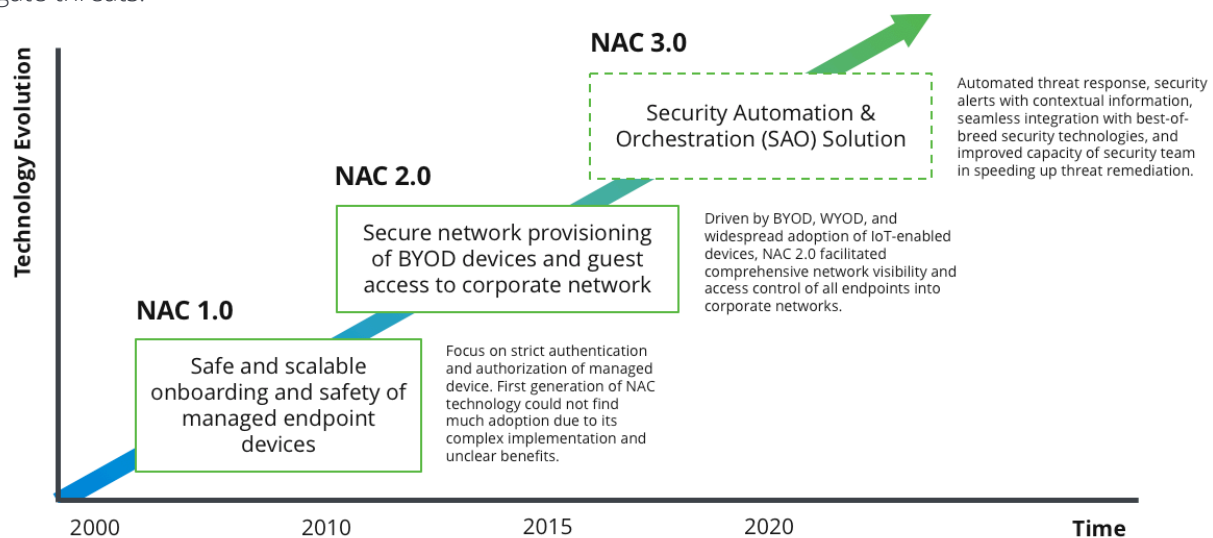 threats.
Technology Evolution
NAC 3.0
Security Automation &
Orchestration (SAO) Solution
Automated threat response, security
alerts with contextual information,
seamless integration with best-of-
breed security technologies, and
improved capacity of security team
in speeding up threat remediation.
NAC 2.0
Secure network provisioning
of BYOD devices and guest
access to corporate network
Driven by BYOD, WYOD, and
widespread adoption of IoT-enabled
devices, NAC 2.0 facilitated
comprehensive network visibility and
access control of all endpoints into
corporate networks.
NAC 1.0
Safe and scalable
onboarding and safety of
managed endpoint
devices
Focus on strict authentication
and authorization of managed
device. First generation of NAC
technology could not find
much adoption due to its
complex implementation and
unclear benefits.
2000 2010 2015 2020 Time